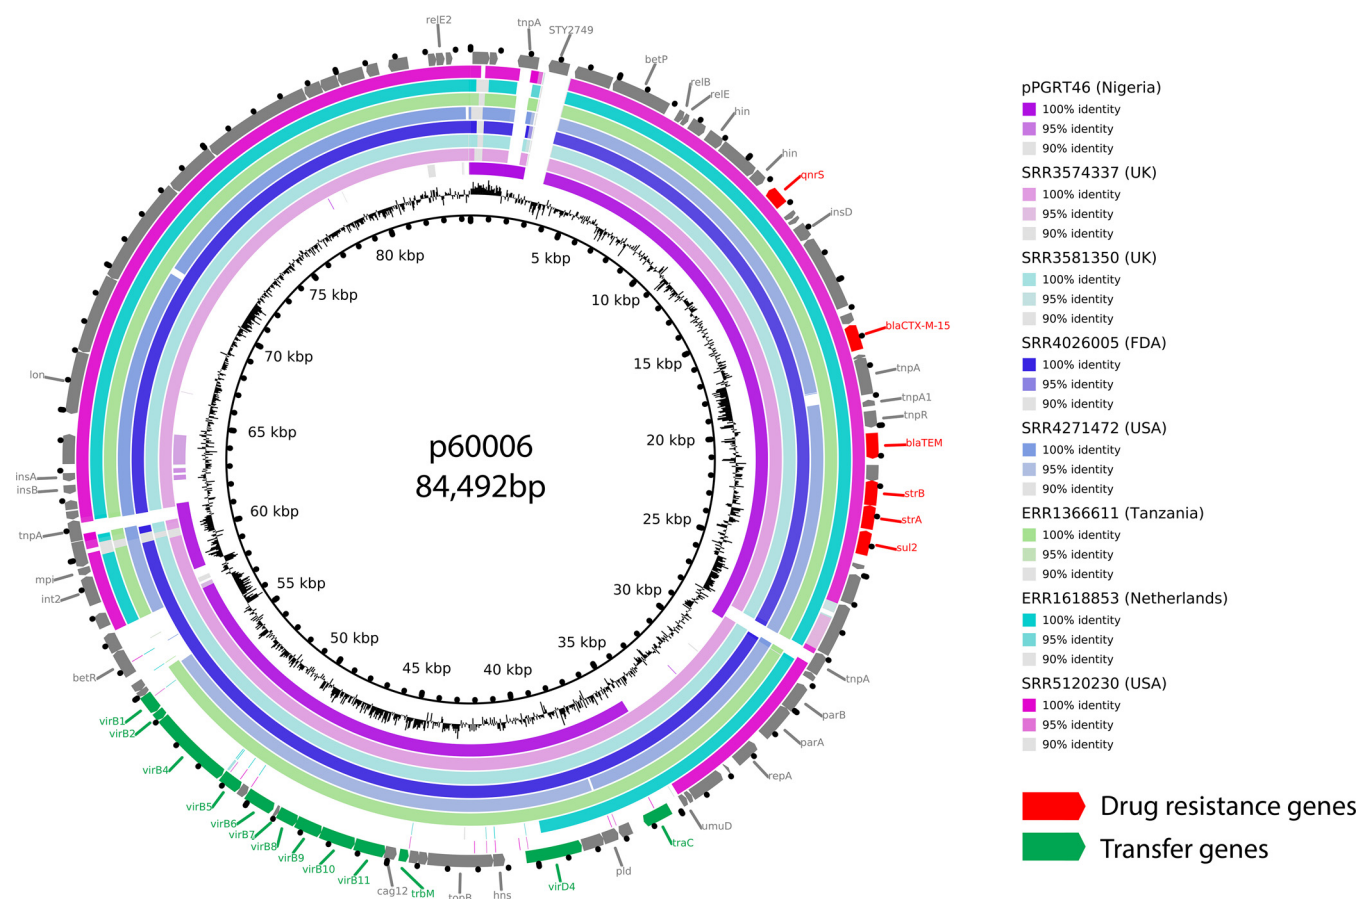 relE2
tnpA
STY2749
betP
relB
relE
hin
hin
qnrS
insD
blaCTX-M-15
tnpA
tnpA1
tnpR
blaTEM
strB
strA
sul2
tnpA
parB
parA
repA
umuD
traC
pld
virD4
hns
topB
trbM
cag12
virB11
virB10
virB9
virB8
virB7
virB6
virB5
virB4
virB2
virB1
betR
int2
mpi
tnpA
insB
insA
lon
5 kbp
10 kbp
15 kbp
20 kbp
25 kbp
30 kbp
35 kbp
40 kbp
45 kbp
50 kbp
55 kbp
60 kbp
65 kbp
70 kbp
75 kbp
80 kbp
p60006
84,492bp
pPGRT46 (Nigeria)
100% identity
95% identity
90% identity
SRR3574337 (UK)
100% identity
95% identity
90% identity
SRR3581350 (UK)
100% identity
95% identity
90% identity
SRR4026005 (FDA)
100% identity
95% identity
90% identity
SRR4271472 (USA)
100% identity
95% identity
90% identity
ERR1366611 (Tanzania)
100% identity
95% identity
90% identity
ERR1618853 (Netherlands)
100% identity
95% identity
90% identity
SRR5120230 (USA)
100% identity
95% identity
90% identity
Drug resistance genes
Transfer genes